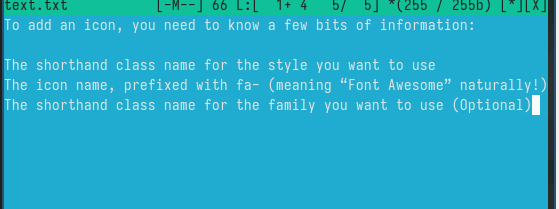 text.txt [-M--] 66 L:[ 1+ 4 5/ 5] *(255 / 255b) [*][X]
To add an icon, you need to know a few bits of information:
The shorthand class name for the style you want to use
The icon name, prefixed with fa- (meaning “Font Awesome” naturally!)
The shorthand class name for the family you want to use (Optional)